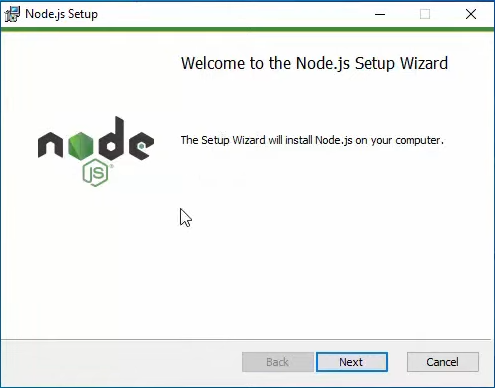 Node.js Setup
Welcome to the Node.js Setup Wizard
The Setup Wizard will install Node.js on your computer.
node
JS
Back
Next
Cancel